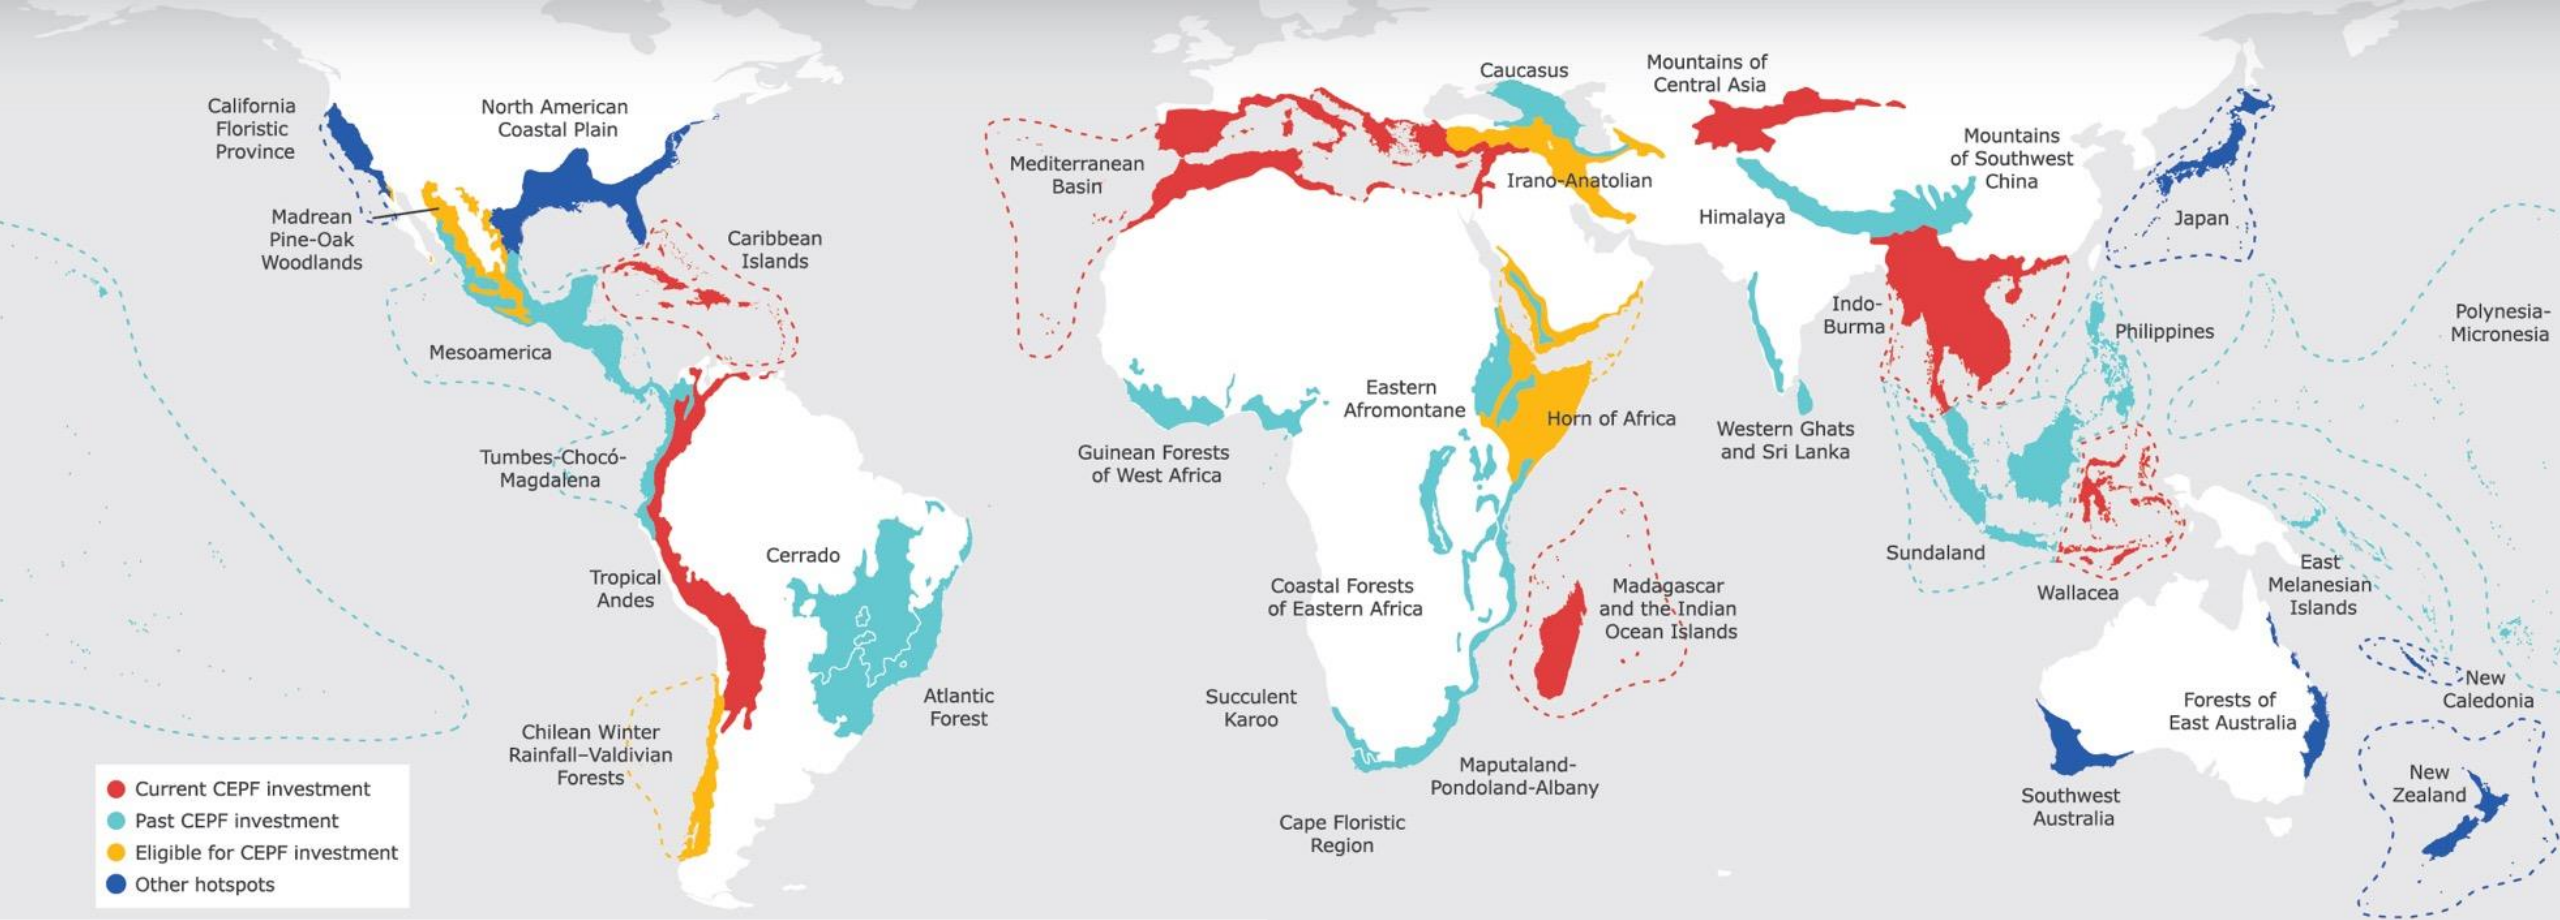 California
Floristic
Province
North American
Coastal Plain
Madrean
Pine-Oak
Woodlands
Caribbean
Islands
Mesoamerica
Tumbes-Chocó-
Magdalena
Cerrado
Tropical
Andes
Atlantic
Forest
Chilean Winter
Rainfall–Valdivian
Forests
Caucasus
Mountains of
Central Asia
Mediterranean
Basin
Irano-Anatolian
Mountains
of Southwest
China
Himalaya
Japan
Indo-
Burma
Philippines
Polynesia-
Micronesia
Eastern
Afromontane
Horn of Africa
Guinean Forests
of West Africa
Western Ghats
and Sri Lanka
Sundaland
Wallacea
East
Melanesian
Islands
Coastal Forests
of Eastern Africa
Madagascar
and the Indian
Ocean Islands
Succulent
Karoo
Maputaland-
Pondoland-Albany
Cape Floristic
Region
New
Caledonia
Forests of
East Australia
New
Zealand
Southwest
Australia
Current CEPF investment
Past CEPF investment
Eligible for CEPF investment
Other hotspots